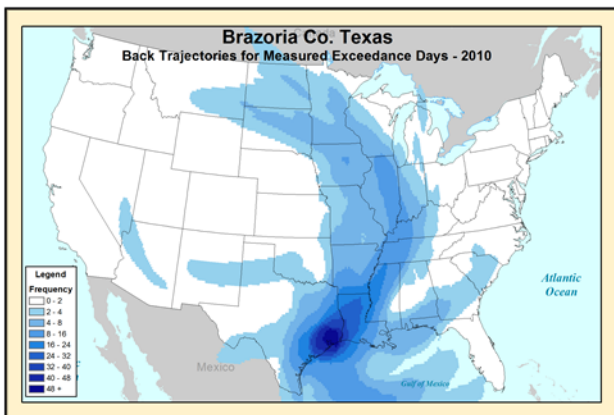 Brazoria Co. Texas
Back Trajectories for Measured Exceedance Days - 2010
Atlantic
Ocean
Legend
Frequency
0 - 2
2 - 4
4 - 8
8 - 16
16 - 24
24 - 32
32 - 40
40 - 48
48 +
Mexico
Gulf of Mexico